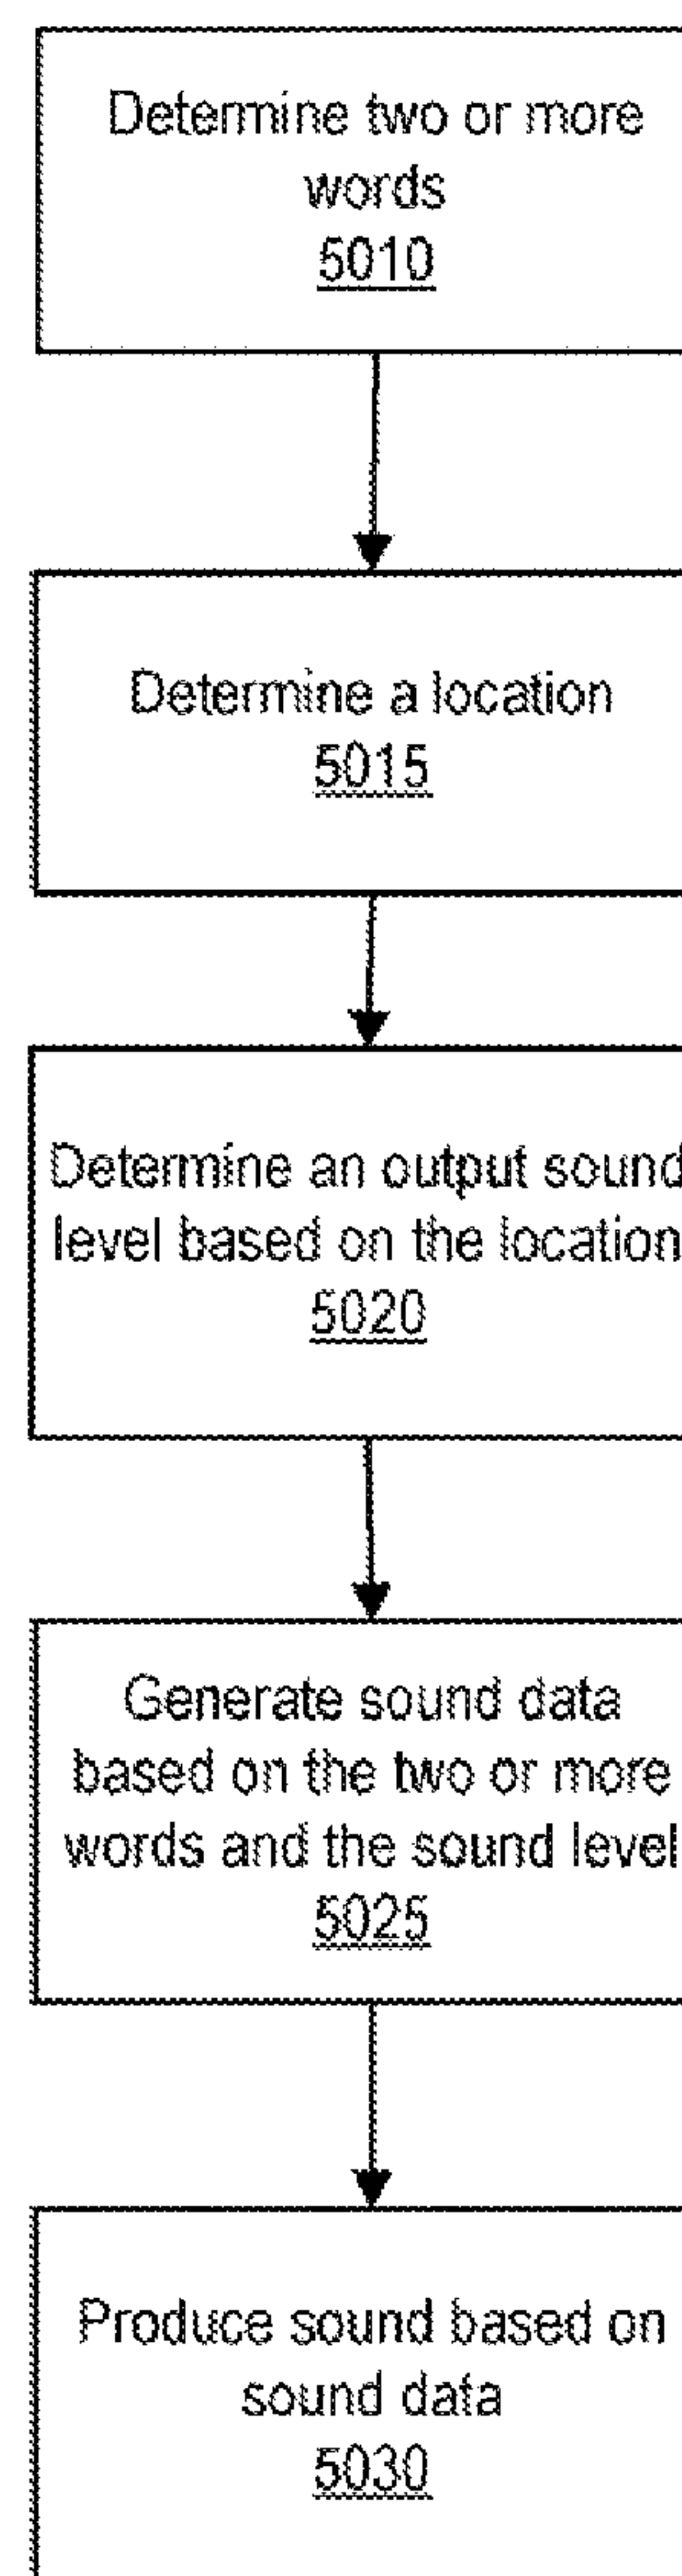 Determine two or more
words
5010
Determine a location
5015
Determine an output sound
level based on the location
5020
Generate sound data
based on the two or more
words and the sound level
5025
Produce sound based on
sound data
5030